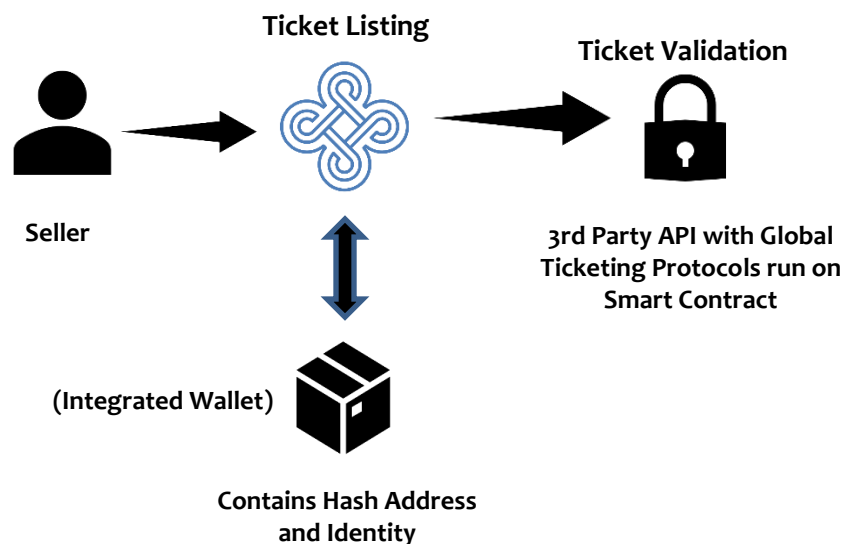 Ticket Listing
Ticket Validation
Seller
3rd Party API with Global
Ticketing Protocols run on
Smart Contract
(Integrated Wallet)
Contains Hash Address
and Identity